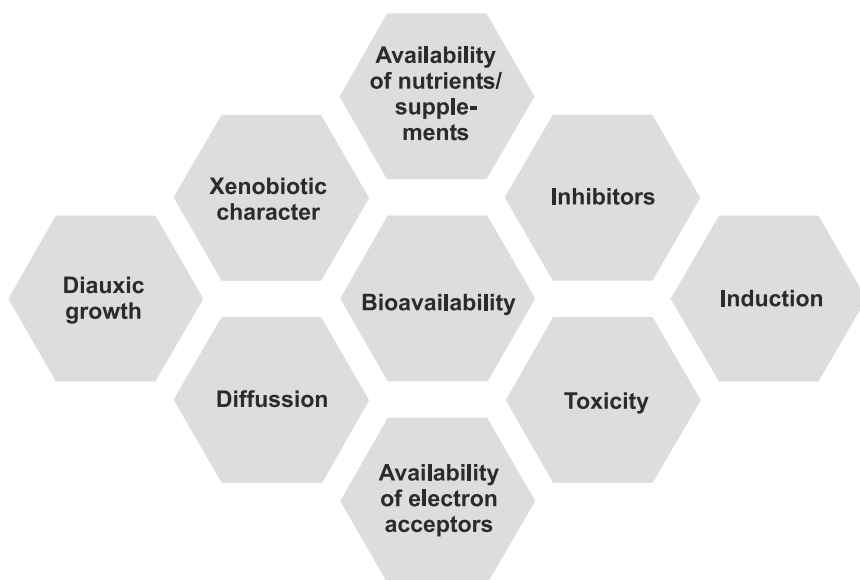 Availability
of nutrients/
supple-
ments
Xenobiotic
character
Inhibitors
Diauxic
growth
Bioavailability
Induction
Diffussion
Toxicity
Availability
of electron
acceptors